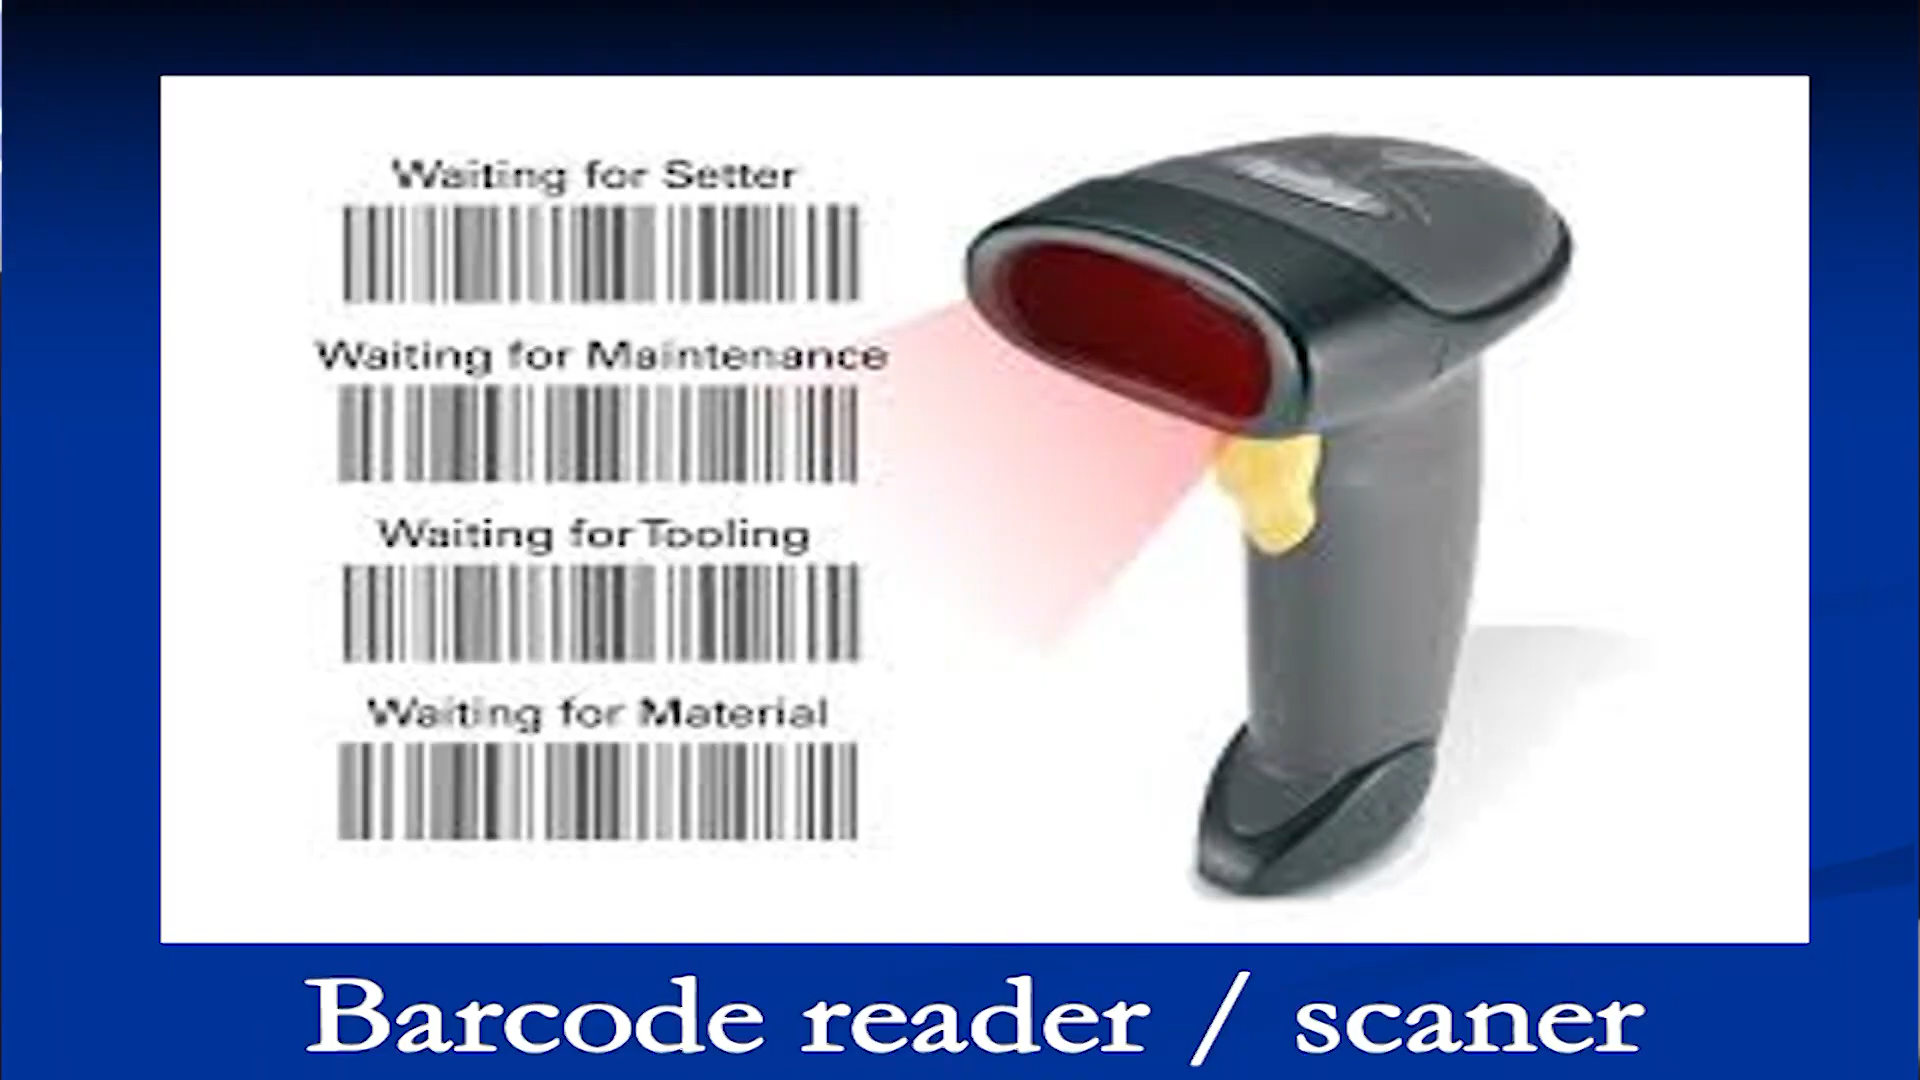 Waiting for Setter
Waiting for Maintenance
Waiting for Tooling
Waiting for Material
Barcode reader / scaner